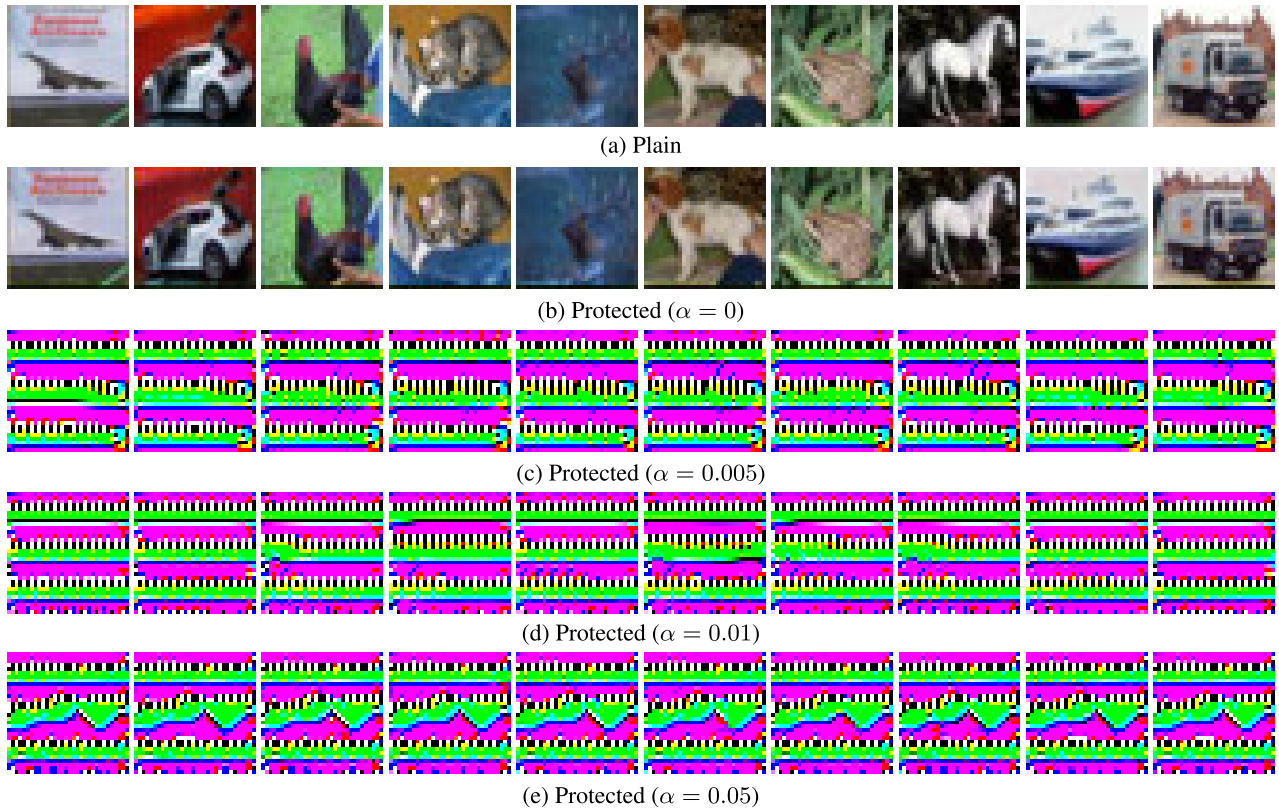 (a) Plain
(b) Protected (α = 0)
(c) Protected (α = 0.005)
(d) Protected (α = 0.01)
(e) Protected (α = 0.05)